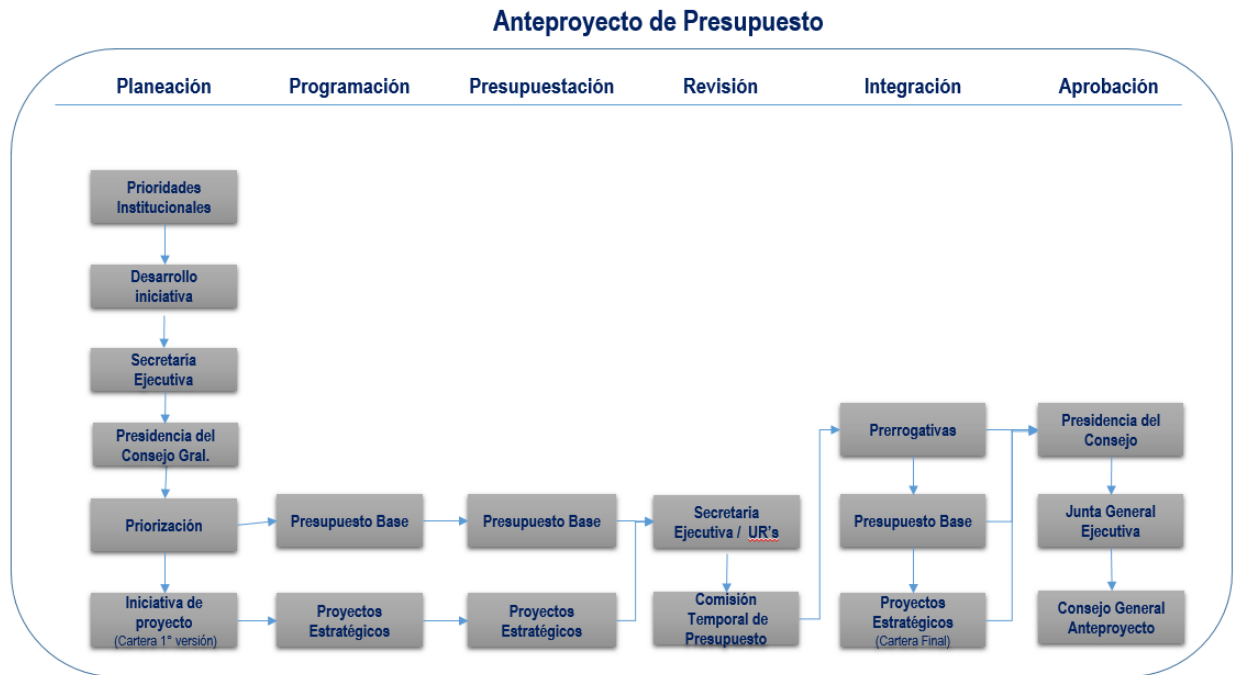 Anteproyecto de Presupuesto
Planeación
Programación
Presupuestación
Revisión
Integración
Aprobación
Prioridades
Institucionales
Desarrollo
iniciativa
Secretaría
Ejecutiva
Presidencia del
Consejo Gral.
Priorización
Iniciativa de
proyecto
(Cartera 1° versión)
Presupuesto Base
Proyectos
Estratégicos
Presupuesto Base
Proyectos
Estratégicos
Secretaria
Ejecutiva / UR's
Comisión
Temporal de
Presupuesto
Prerrogativas
Presupuesto Base
Proyectos
Estratégicos
(Cartera Final)
Presidencia del
Consejo
Junta General
Ejecutiva
Consejo General
Anteproyecto